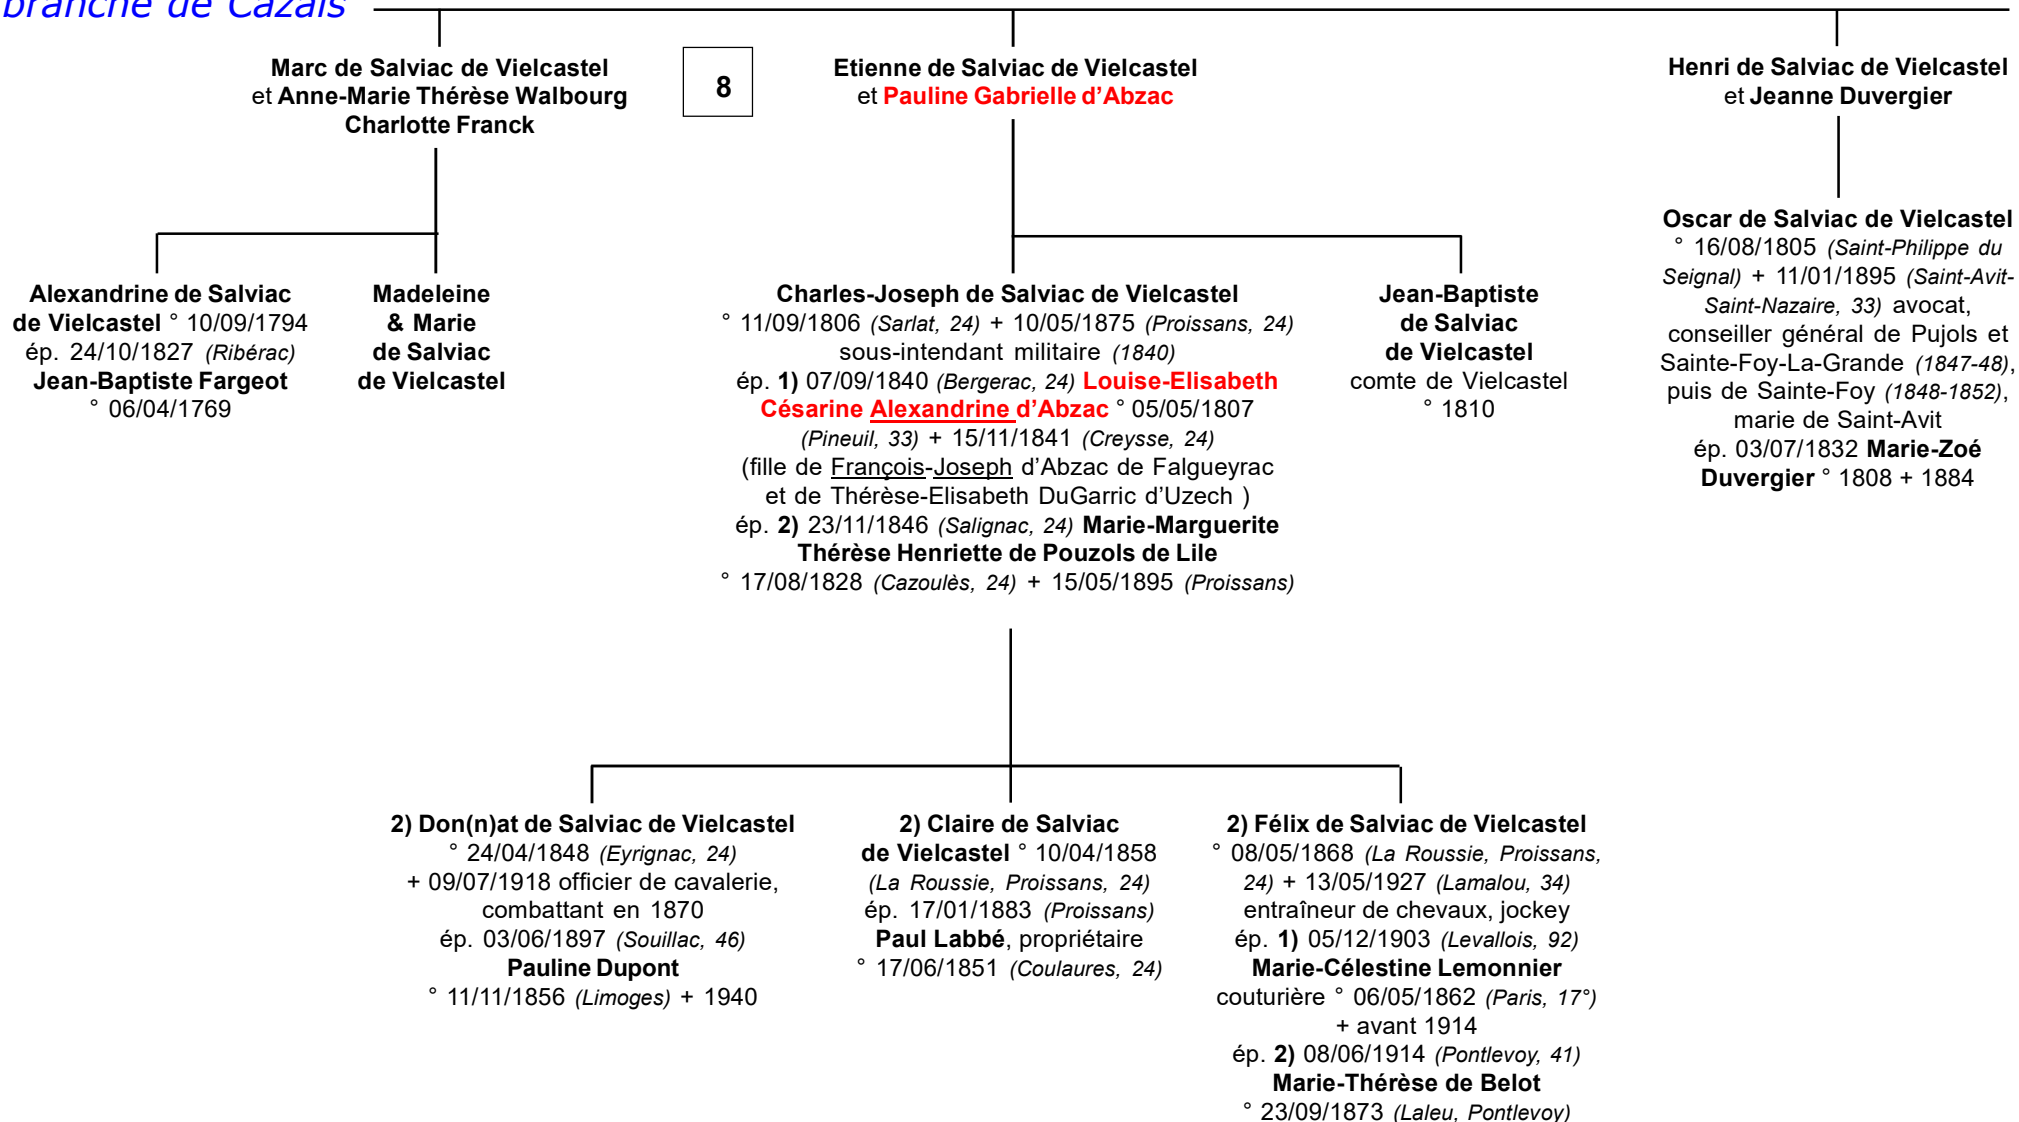 branche de Cazals
Marc de Salviac de Vielcastel
et Anne-Marie Thérèse Walbourg
Charlotte Franck
8
Etienne de Salviac de Vielcastel
et Pauline Gabrielle d'Abzac
Henri de Salviac de Vielcastel
et Jeanne Duvergier
Alexandrine de Salviac
de Vielcastel ° 10/09/1794
ép. 24/10/1827 (Ribérac)
Jean-Baptiste Fargeot
° 06/04/1769
Madeleine
& Marie
de Salviac
de Vielcastel
Charles-Joseph de Salviac de Vielcastel
° 11/09/1806 (Sarlat, 24) + 10/05/1875 (Proissans, 24)
sous-intendant militaire (1840)
ép. 1) 07/09/1840 (Bergerac, 24) Louise-Elisabeth
Césarine Alexandrine d'Abzac ° 05/05/1807
(Pineuil, 33) + 15/11/1841 (Creysse, 24)
(fille de François-Joseph d'Abzac de Falgueyrac
et de Thérèse-Elisabeth DuGarric d'Uzech )
ép. 2) 23/11/1846 (Salignac, 24) Marie-Marguerite
Thérèse Henriette de Pouzols de Lile
° 17/08/1828 (Cazoulès, 24) + 15/05/1895 (Proissans)
Jean-Baptiste
de Salviac
de Vielcastel
comte de Vielcastel
° 1810
Oscar de Salviac de Vielcastel
° 16/08/1805 (Saint-Philippe du
Seignal) + 11/01/1895 (Saint-Avit-
Saint-Nazaire, 33) avocat,
conseiller général de Pujols et
Sainte-Foy-La-Grande (1847-48),
puis de Sainte-Foy (1848-1852),
marie de Saint-Avit
ép. 03/07/1832 Marie-Zoé
Duvergier ° 1808 + 1884
2) Don(n)at de Salviac de Vielcastel
° 24/04/1848 (Eyrignac, 24)
+ 09/07/1918 officier de cavalerie,
combattant en 1870
ép. 03/06/1897 (Souillac, 46)
Pauline Dupont
° 11/11/1856 (Limoges) + 1940
2) Claire de Salviac
de Vielcastel ° 10/04/1858
(La Roussie, Proissans, 24)
ép. 17/01/1883 (Proissans)
Paul Labbé, propriétaire
° 17/06/1851 (Coulaures, 24)
2) Félix de Salviac de Vielcastel
° 08/05/1868 (La Roussie, Proissans,
24) + 13/05/1927 (Lamalou, 34)
entraîneur de chevaux, jockey
ép. 1) 05/12/1903 (Levallois, 92)
Marie-Célestine Lemonnier
couturière ° 06/05/1862 (Paris, 17°)
+ avant 1914
ép. 2) 08/06/1914 (Pontlevoy, 41)
Marie-Thérèse de Belot
° 23/09/1873 (Laleu, Pontlevoy)